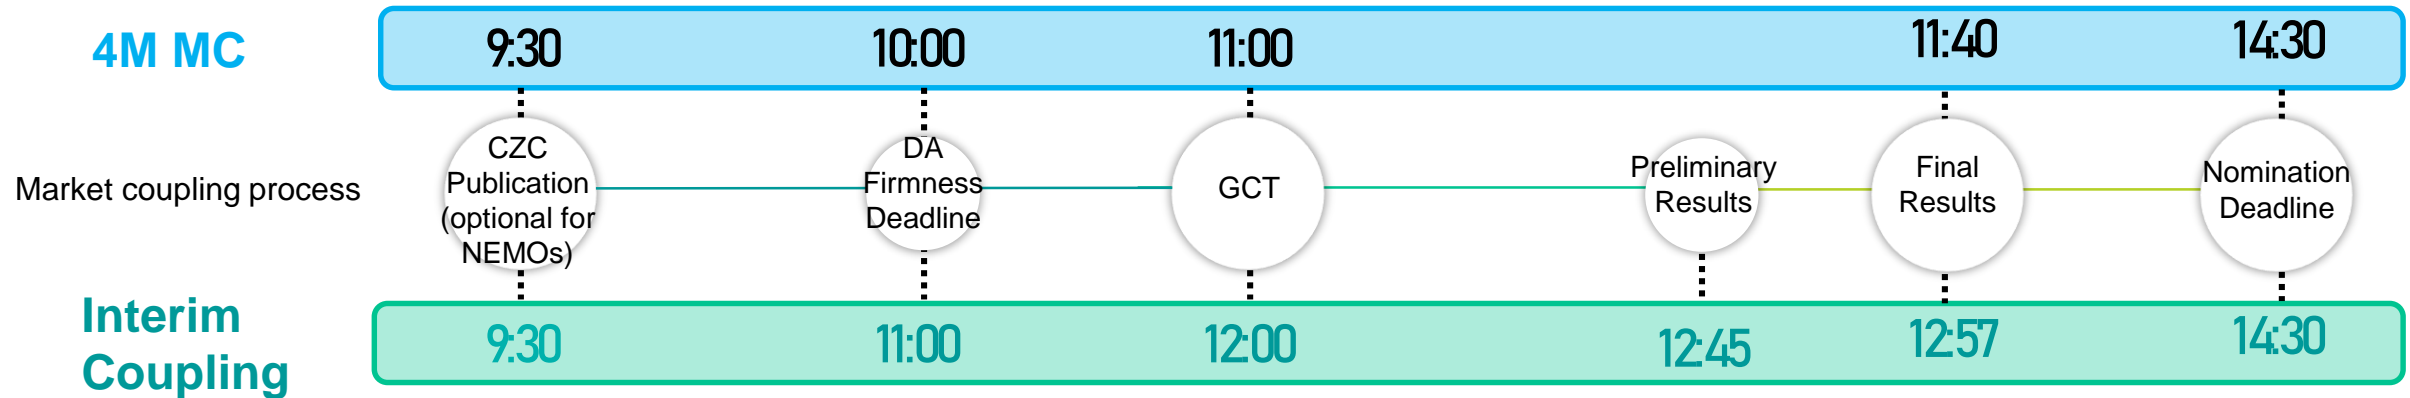 4M MC
9:30
10:00
11:00
11:40
14:30
Market coupling process
CZC
Publication
(optional for
NEMOs)
DA
Firmness
Deadline
GCT
Preliminary
Results
Final
Results
Nomination
Deadline
Interim
Coupling
9:30
11:00
12:00
12:45
12:57
14:30